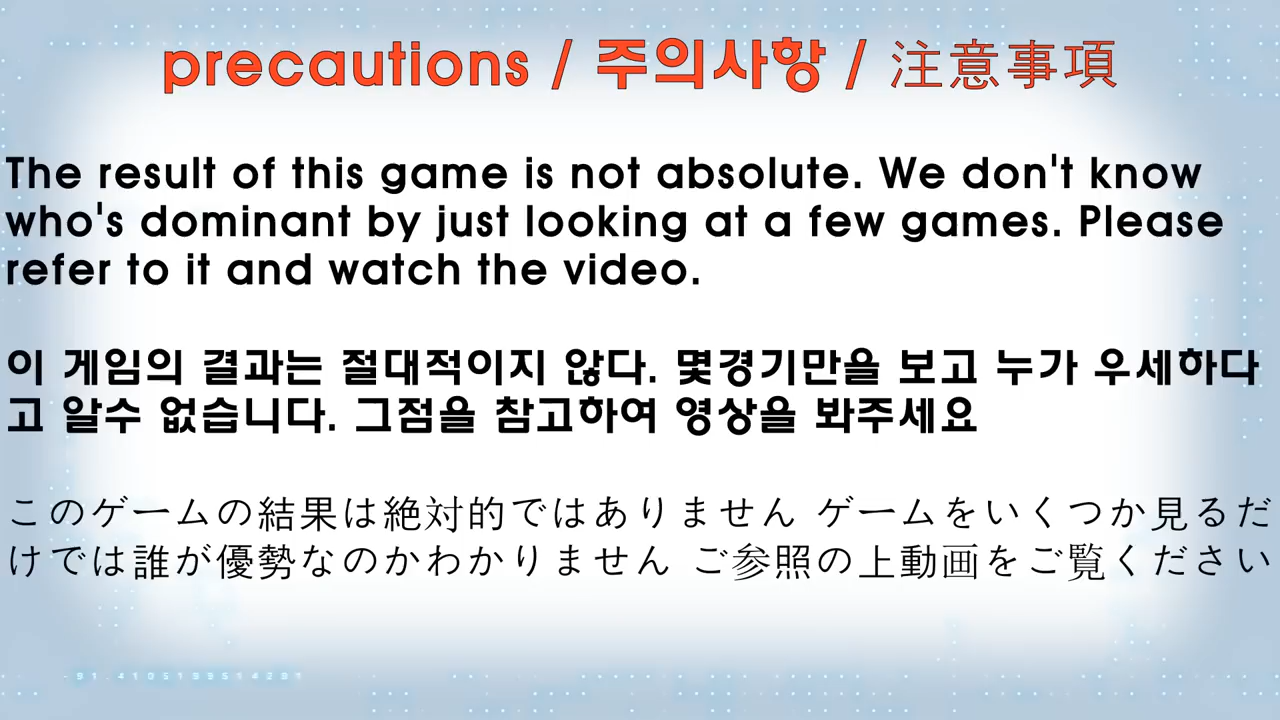 precautions / 주의사항 / 注意事項
The result of this game is not absolute. We don't know
who's dominant by just looking at a few games. Please
refer to it and watch the video.
이 게임의 결과는 절대적이지 않다. 몇경기만을 보고 누가 우세하다
고 알수 없습니다. 그점을 참고하여 영상을 봐주세요
このゲームの結果は絶対的ではありません ゲームをいくつか見るだ
けでは誰が優勢なのかわかりません ご参照の上動画をご覧ください